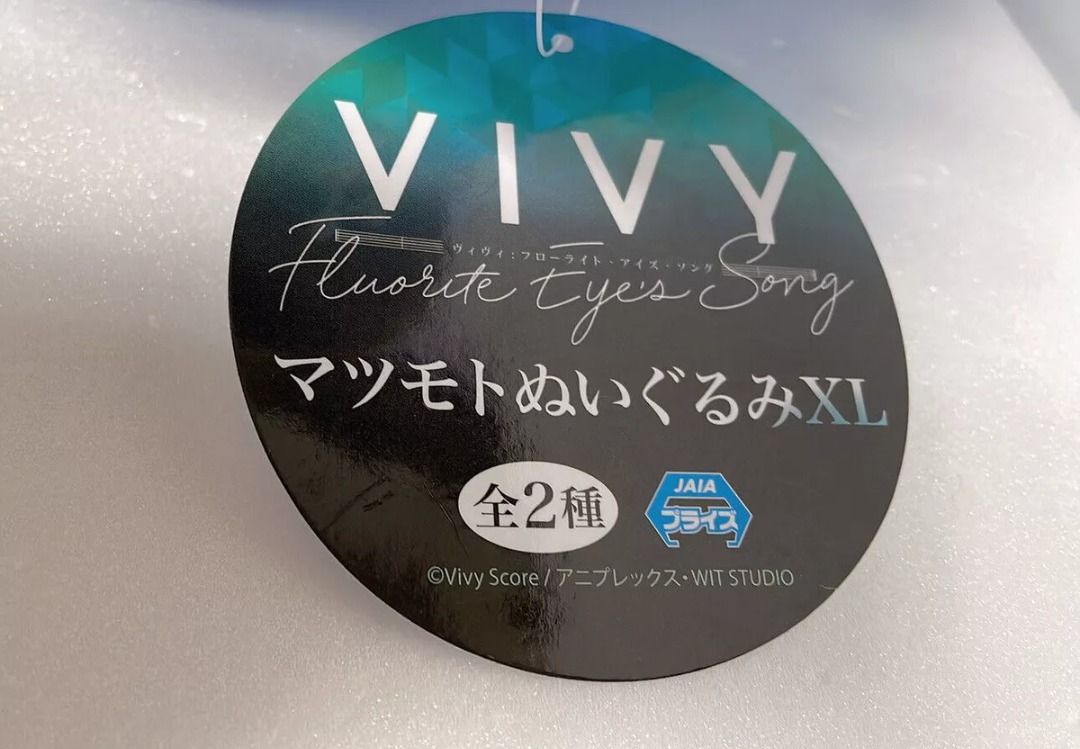 VIVY
ヴィヴィ:フローライト・アイズ・ソング
Fluorite Eye's Song
マツモトぬいぐるみXL
全2種
JAIA
プライズ
©Vivy Score / アニプレックス・WIT STUDIO